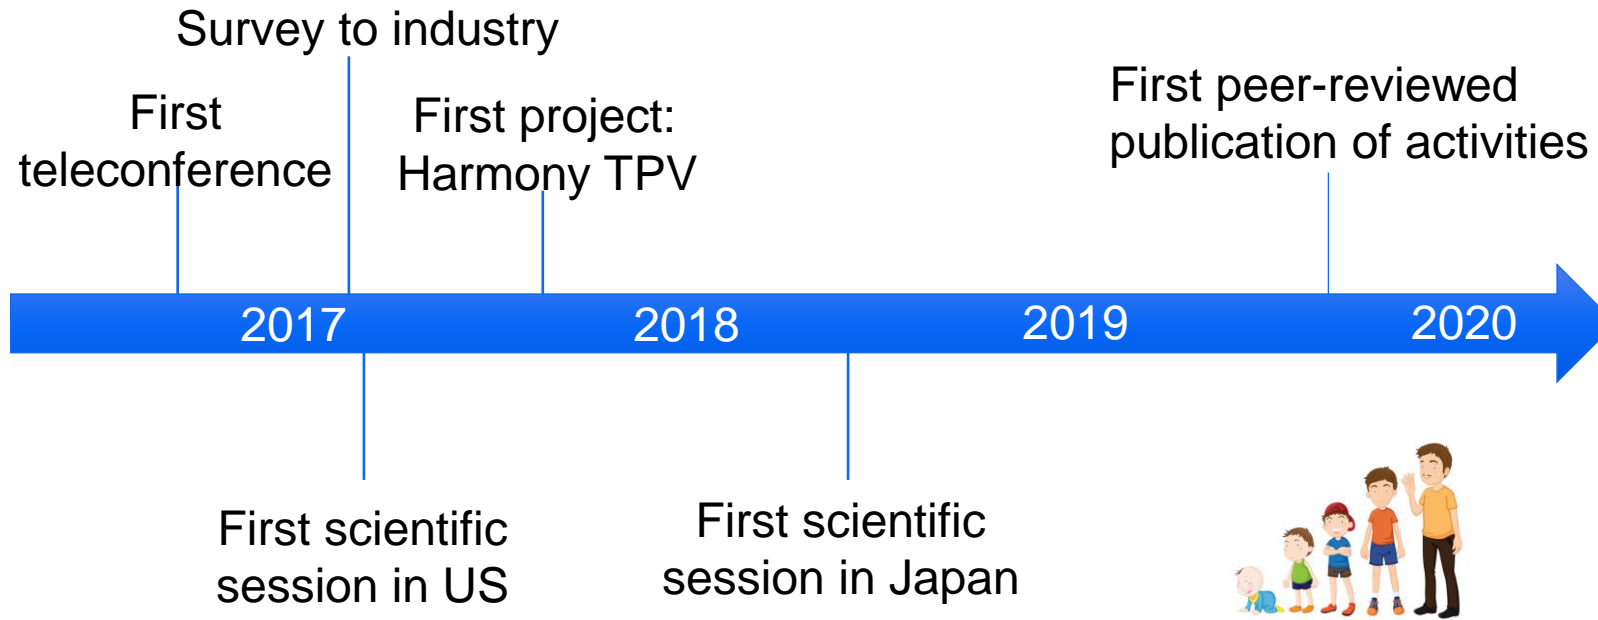 Survey to industry
First
teleconference
First project:
Harmony TPV
First peer-reviewed
publication of activities
2017
2018
2019
2020
First scientific
session in US
First scientific
session in Japan